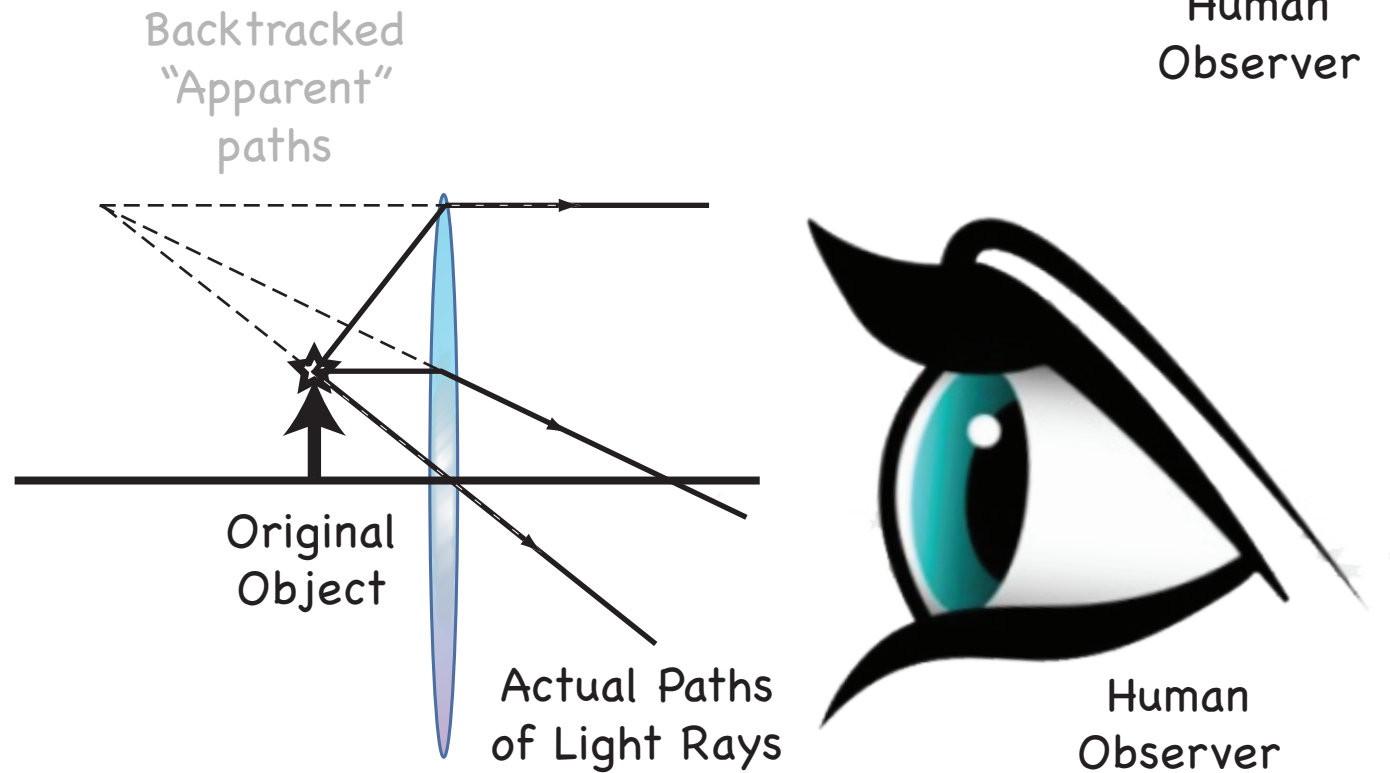 Backtracked
“Apparent”
paths
Human
Observer
Original
Object
Actual Paths
of Light Rays
Human
Observer